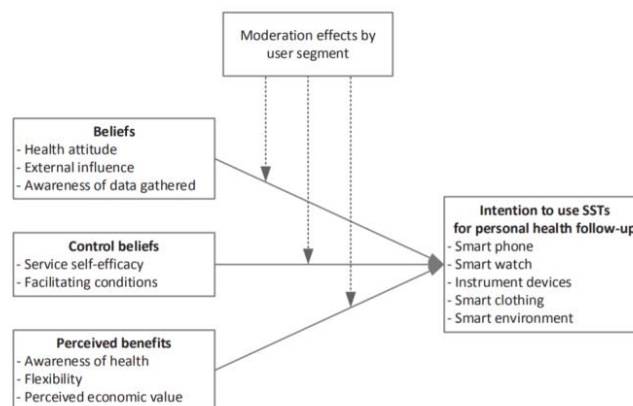 Moderation effects by
user segment
Beliefs
- Health attitude
- External influence
- Awareness of data gathered
Control beliefs
- Service self-efficacy
- Facilitating conditions
Perceived benefits
- Awareness of health
- Flexibility
- Perceived economic value
Intention to use SSTs
for personal health follow-up
- Smart phone
- Smart watch
- Instrument devices
- Smart clothing
- Smart environment